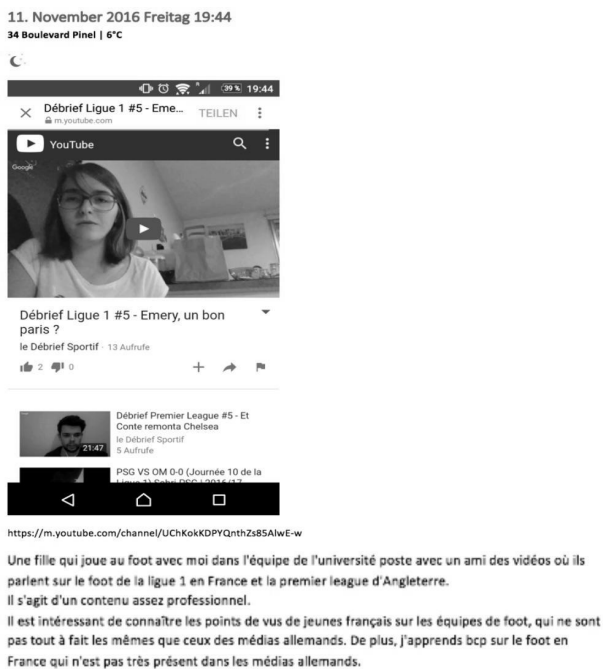 11. November 2016 Freitag 19:44
34 Boulevard Pinel | 6°C
39 % 19:44
Débrief Ligue 1 #5 - Eme... TEILEN
m.youtube.com
YouTube
Google
Débrief Ligue 1 #5 - Emery, un bon
paris ?
le Débrief Sportif · 13 Aufrufe
2 0
Débrief Premier League #5 - Et
Conte remonta Chelsea
le Débrief Sportif
5 Aufrufe
21:47
PSG VS OM 0-0 (Journée 10 de la
Ligue 1) Sebri PSG | 2016/17
https://m.youtube.com/channel/UChKokKDPYQnthZs85AlwE-w
Une fille qui joue au foot avec moi dans l'équipe de l'université poste avec un ami des vidéos où ils
parlent sur le foot de la ligue 1 en France et la premier league d'Angleterre.
Il s'agit d'un contenu assez professionnel.
Il est intéressant de connaître les points de vus de jeunes français sur les équipes de foot, qui ne sont
pas tout à fait les mêmes que ceux des médias allemands. De plus, j'apprends bcp sur le foot en
France qui n'est pas très présent dans les médias allemands.